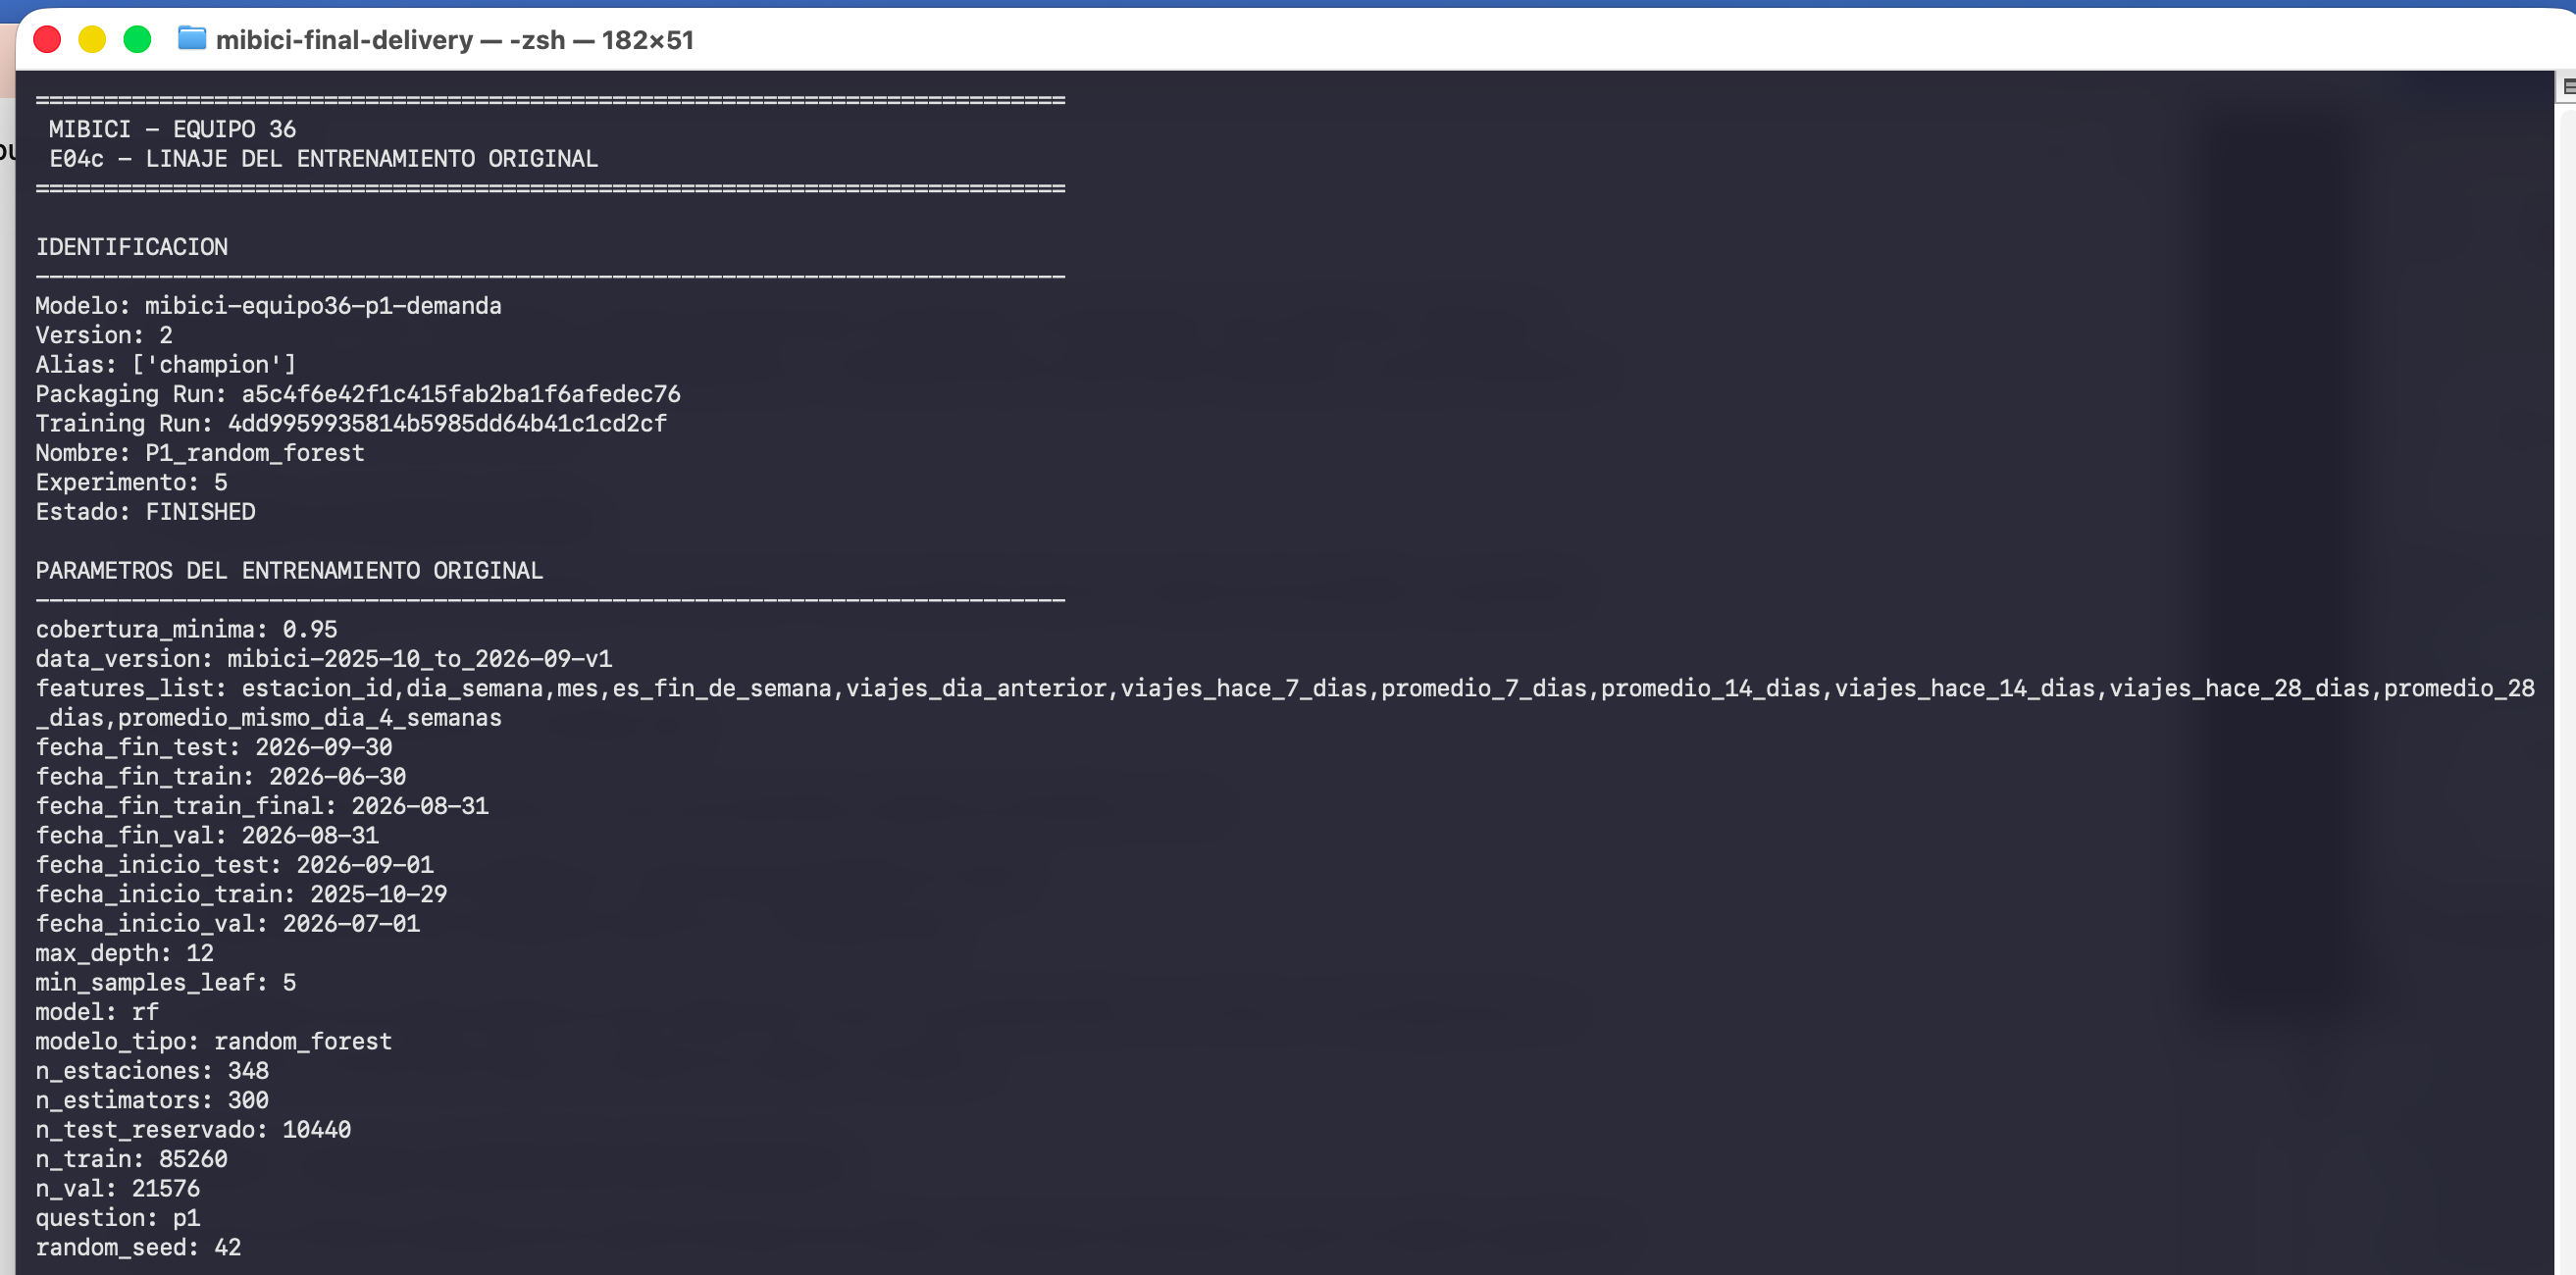 mibici-final-delivery — -zsh — 182×51
===========================================================================
MIBICI - EQUIPO 36
E04c - LINAJE DEL ENTRENAMIENTO ORIGINAL
===========================================================================
IDENTIFICACION
---------------------------------------------------------------------------
Modelo: mibici-equipo36-p1-demanda
Version: 2
Alias: ['champion']
Packaging Run: a5c4f6e42f1c415fab2ba1f6afedec76
Training Run: 4dd9959935814b5985dd64b41c1cd2cf
Nombre: P1_random_forest
Experimento: 5
Estado: FINISHED
PARAMETROS DEL ENTRENAMIENTO ORIGINAL
---------------------------------------------------------------------------
cobertura_minima: 0.95
data_version: mibici-2025-10_to_2026-09-v1
features_list: estacion_id,dia_semana,mes,es_fin_de_semana,viajes_dia_anterior,viajes_hace_7_dias,promedio_7_dias,promedio_14_dias,viajes_hace_14_dias,viajes_hace_28_dias,promedio_28
_dias,promedio_mismo_dia_4_semanas
fecha_fin_test: 2026-09-30
fecha_fin_train: 2026-06-30
fecha_fin_train_final: 2026-08-31
fecha_fin_val: 2026-08-31
fecha_inicio_test: 2026-09-01
fecha_inicio_train: 2025-10-29
fecha_inicio_val: 2026-07-01
max_depth: 12
min_samples_leaf: 5
model: rf
modelo_tipo: random_forest
n_estaciones: 348
n_estimators: 300
n_test_reservado: 10440
n_train: 85260
n_val: 21576
question: p1
random_seed: 42